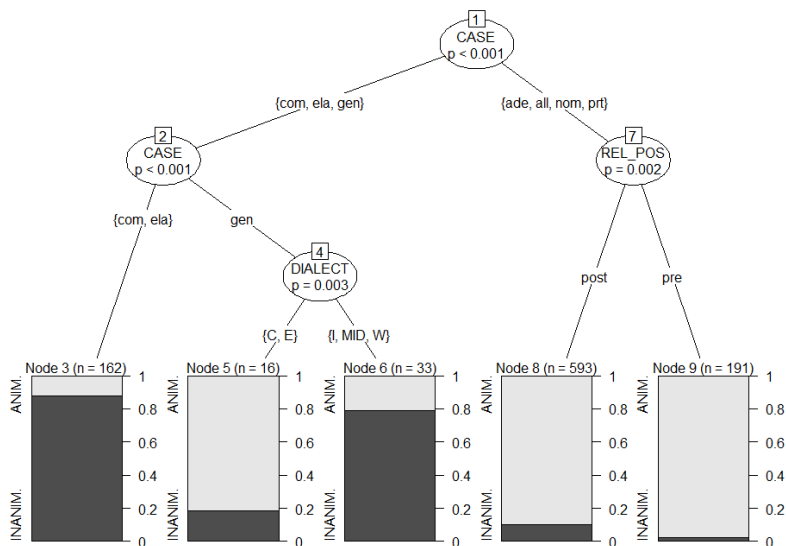 1
CASE
p < 0.001
{com, ela, gen}
{ade, all, nom, prt}
2
CASE
p < 0.001
7
REL_POS
p = 0.002
{com, ela}
gen
4
DIALECT
p = 0.003
post
pre
{C, E}
{I, MID, W}
Node 3 (n = 162)
INANIM.
ANIM.
0
0.2
0.4
0.6
0.8
1
Node 5 (n = 16)
INANIM.
ANIM.
0
0.2
0.4
0.6
0.8
1
Node 6 (n = 33)
INANIM.
ANIM.
0
0.2
0.4
0.6
0.8
1
Node 8 (n = 593)
INANIM.
ANIM.
0
0.2
0.4
0.6
0.8
1
Node 9 (n = 191)
INANIM.
ANIM.
0
0.2
0.4
0.6
0.8
1